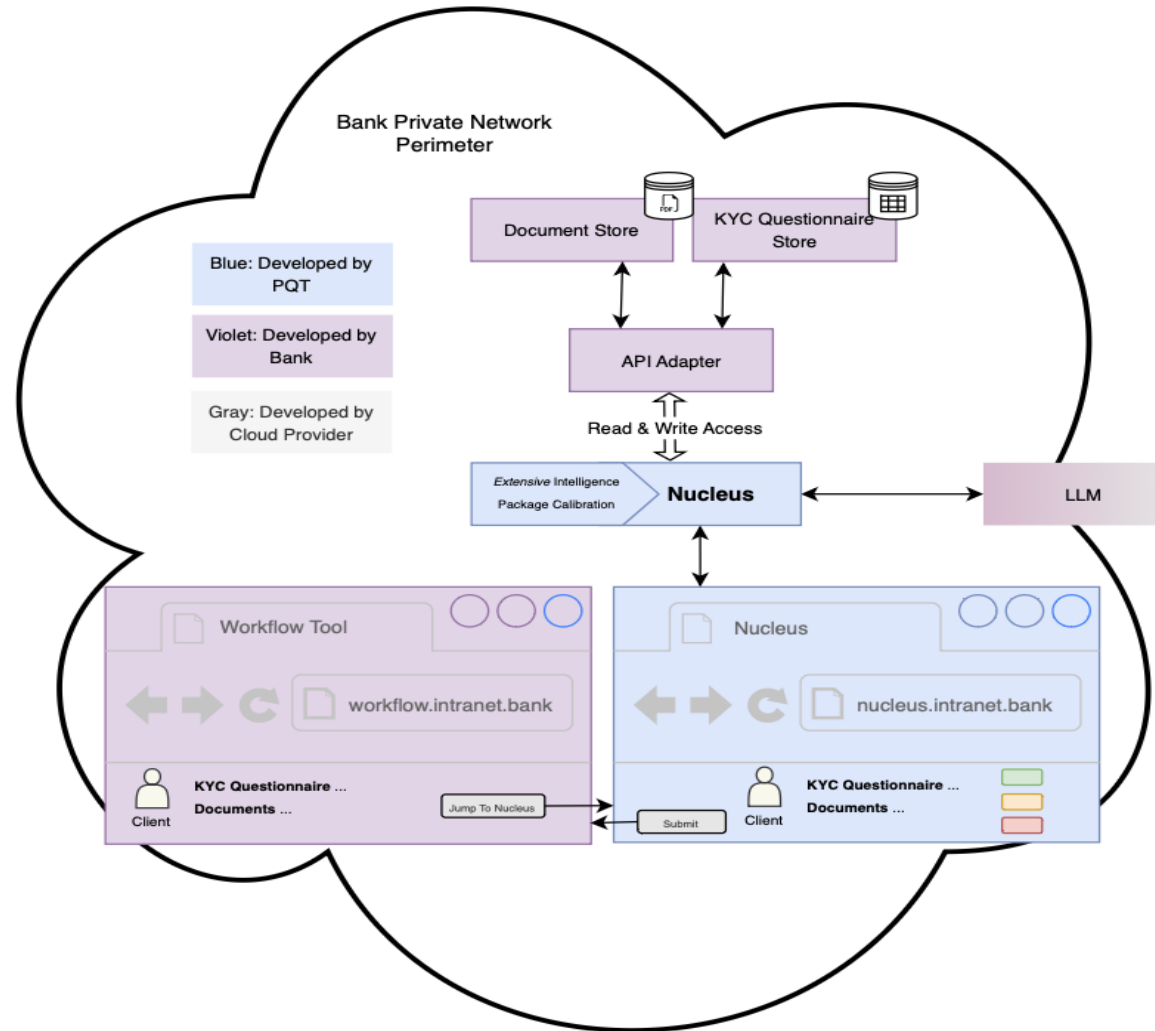 Bank Private Network
Perimeter
PDF
Document Store
KYC Questionnaire
Store
Blue: Developed by
PQT
Violet: Developed by
Bank
Gray: Developed by
Cloud Provider
API Adapter
Read & Write Access
Extensive Intelligence
Package Calibration
Nucleus
LLM
Workflow Tool
workflow.intranet.bank
KYC Questionnaire ...
Documents ...
Client
Jump To Nucleus
Nucleus
nucleus.intranet.bank
Submit
KYC Questionnaire ...
Documents ...
Client